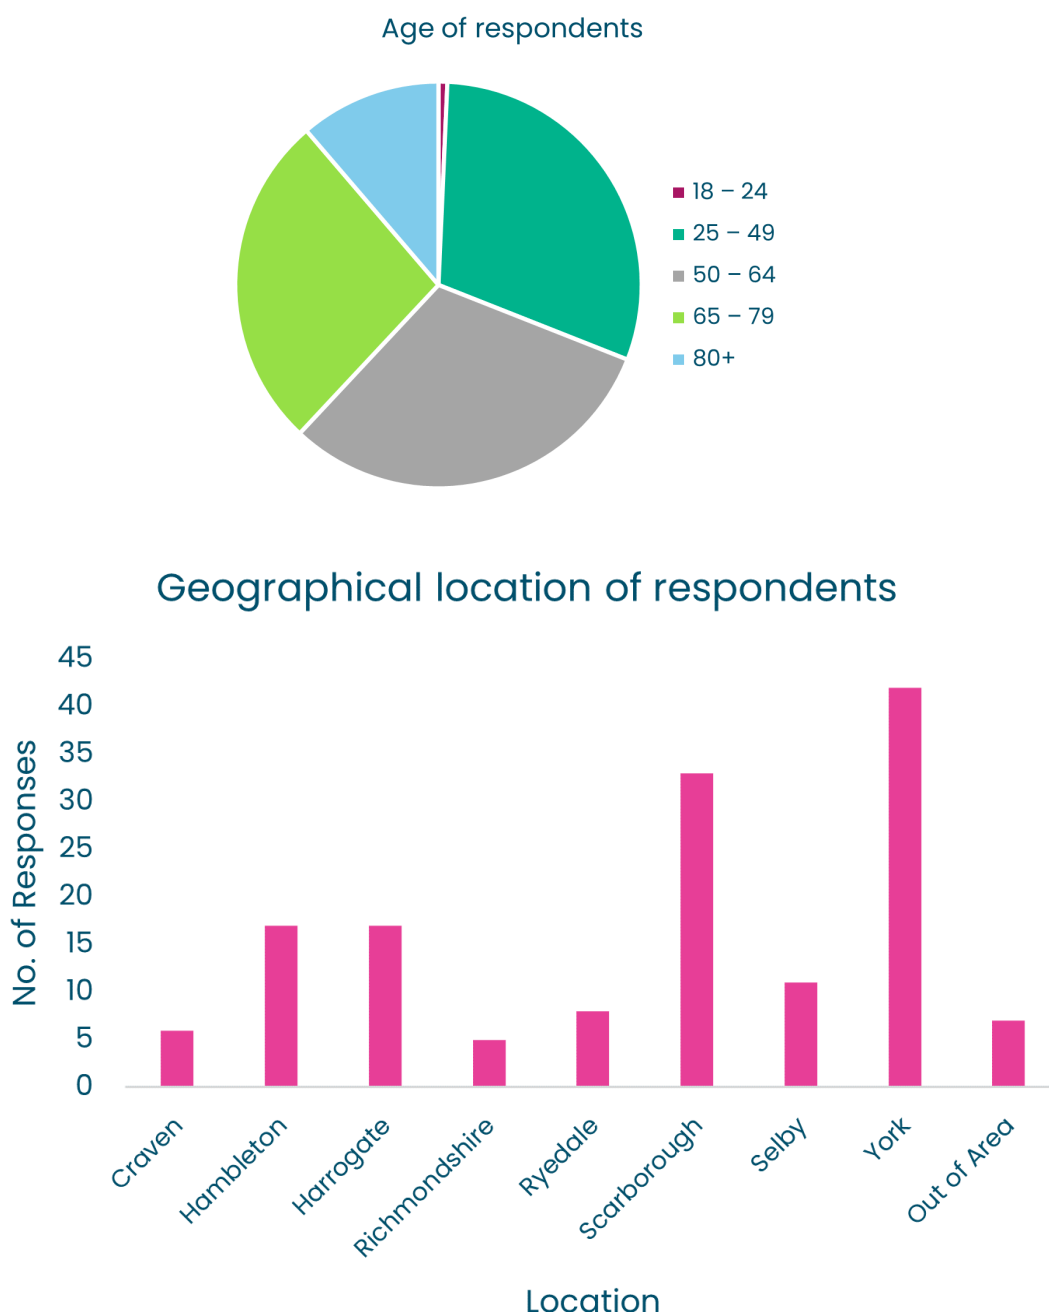 Age of respondents
18 – 24
25 – 49
50 – 64
65 – 79
80+
Geographical location of respondents
No. of Responses
45
40
35
30
25
20
15
10
5
0
Craven
Hambleton
Harrogate
Richmondshire
Ryedale
Scarborough
Selby
York
Out of Area
Location